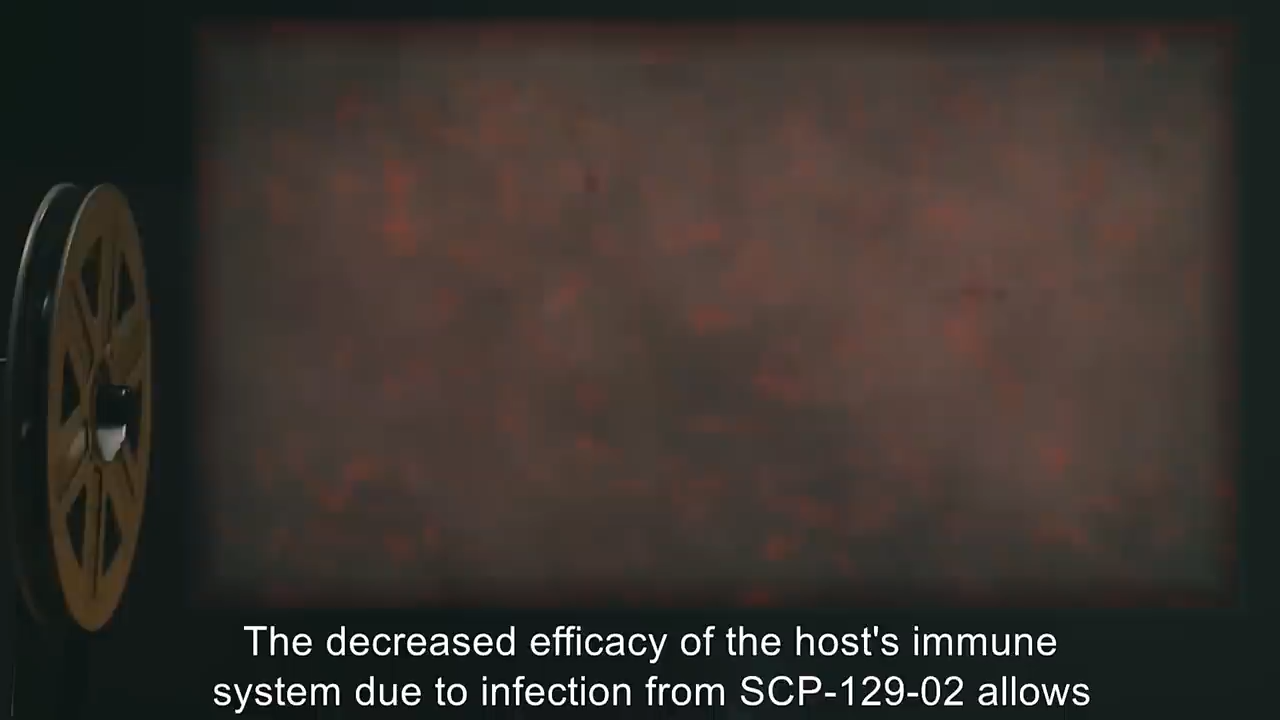 The decreased efficacy of the host's immune
system due to infection from SCP-129-02 allows